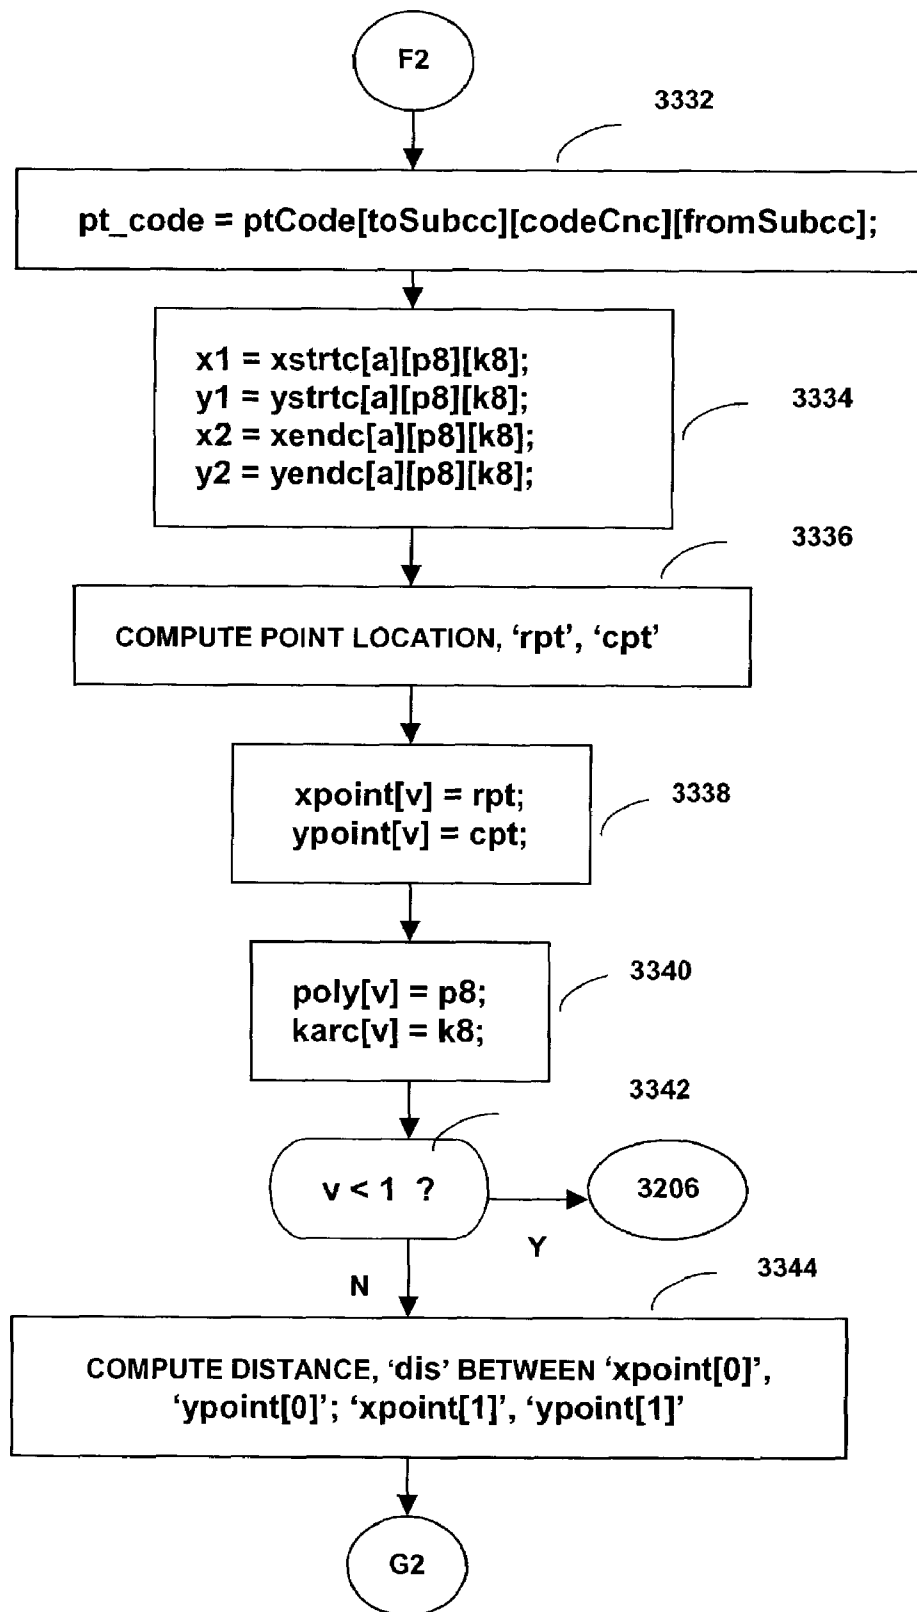 F2
3332
pt_code = ptCode[toSubcc][codeCnc][fromSubcc];
x1 = xstrtc[a][p8][k8];
y1 = ystrtc[a][p8][k8];
x2 = xendc[a][p8][k8];
y2 = yendc[a][p8][k8];
3334
3336
COMPUTE POINT LOCATION, ‘rpt’, ‘cpt’
xpoint[v] = rpt;
ypoint[v] = cpt;
3338
poly[v] = p8;
karc[v] = k8;
3340
3342
v < 1 ?
3206
Y
N
3344
COMPUTE DISTANCE, ‘dis’ BETWEEN ‘xpoint[0]’,
‘ypoint[0]’; ‘xpoint[1]’, ‘ypoint[1]’
G2